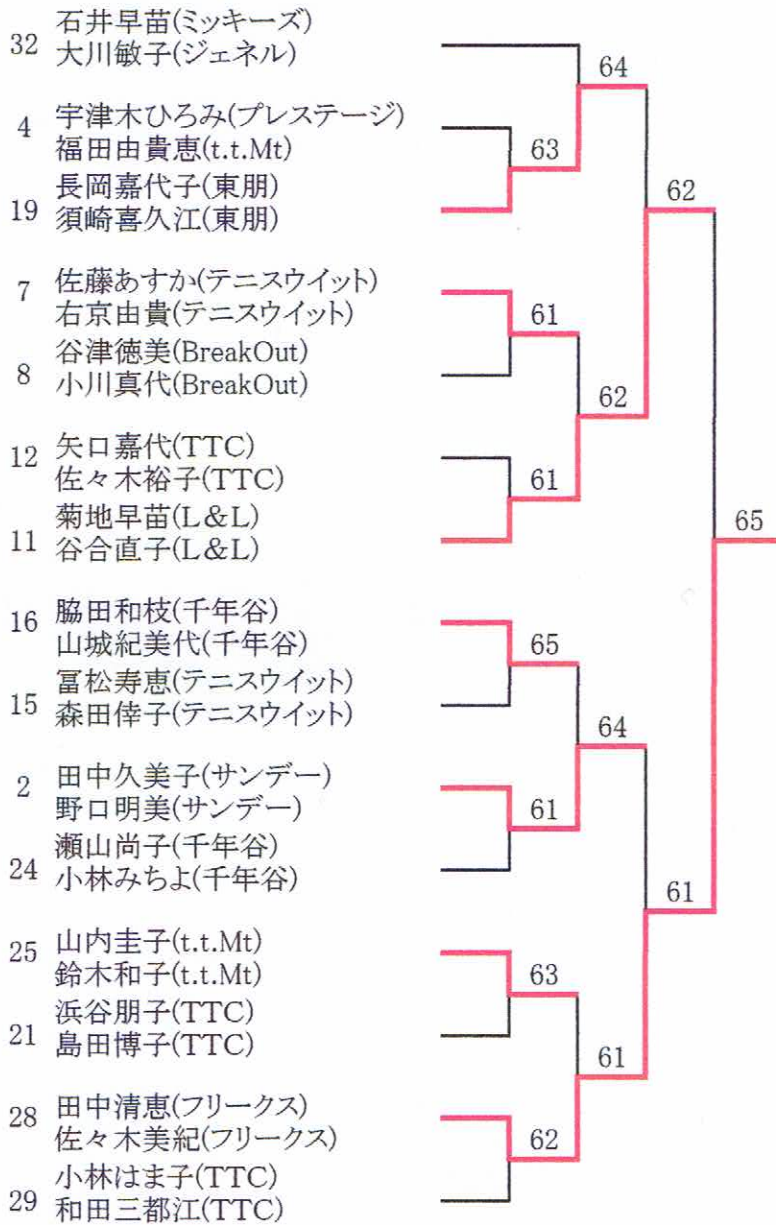 32
石井早苗(ミッキーズ)
大川敏子(ジェネル)
64
4
宇津木ひろみ(プレステージ)
福田由貴恵(t.t.Mt)
63
19
長岡嘉代子(東朋)
須崎喜久江(東朋)
62
7
佐藤あすか(テニスウイット)
右京由貴(テニスウイット)
61
8
谷津徳美(BreakOut)
小川真代(BreakOut)
62
12
矢口嘉代(TTC)
佐々木裕子(TTC)
61
11
菊地早苗(L&L)
谷合直子(L&L)
65
16
脇田和枝(千年谷)
山城紀美代(千年谷)
65
15
冨松寿恵(テニスウイット)
森田倖子(テニスウイット)
64
2
田中久美子(サンデー)
野口明美(サンデー)
61
24
瀬山尚子(千年谷)
小林みちよ(千年谷)
61
25
山内圭子(t.t.Mt)
鈴木和子(t.t.Mt)
63
21
浜谷朋子(TTC)
島田博子(TTC)
61
28
田中清恵(フリークス)
佐々木美紀(フリークス)
62
29
小林はま子(TTC)
和田三都江(TTC)